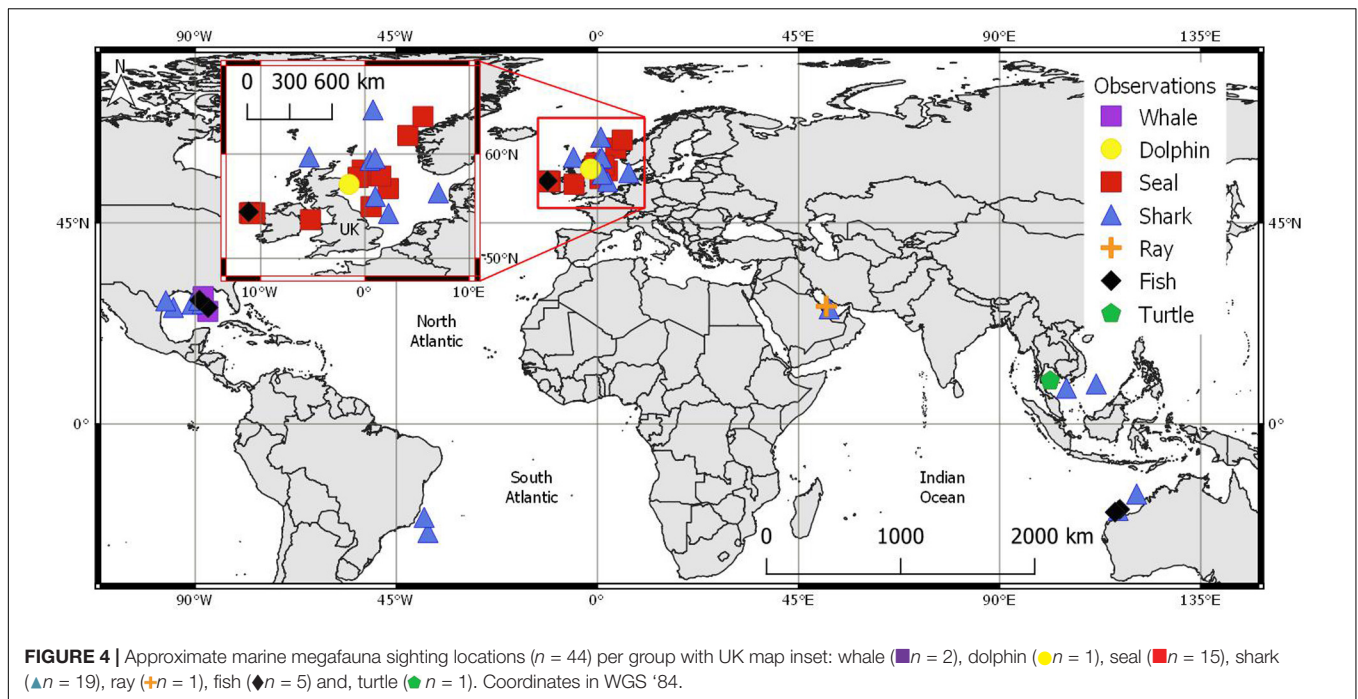 90°W 45°W 0° 45°E 90°E 135°E
N
0 300 600 km
60°N
50°N
UK
10°W 0° 10°E
Observations
Whale
Dolphin
Seal
Shark
Ray
Fish
Turtle
45°N 45°N
North
Atlantic
0° 0°
South
Atlantic
Indian
Ocean
0 1000 2000 km
90°W 45°W 0° 45°E 90°E 135°E
FIGURE 4 | Approximate marine megafauna sighting locations (n = 44) per group with UK map inset: whale (■n = 2), dolphin (●n = 1), seal (■n = 15), shark
(▲n = 19), ray (+n = 1), fish (◆n = 5) and, turtle (⬟ n = 1). Coordinates in WGS ‘84.